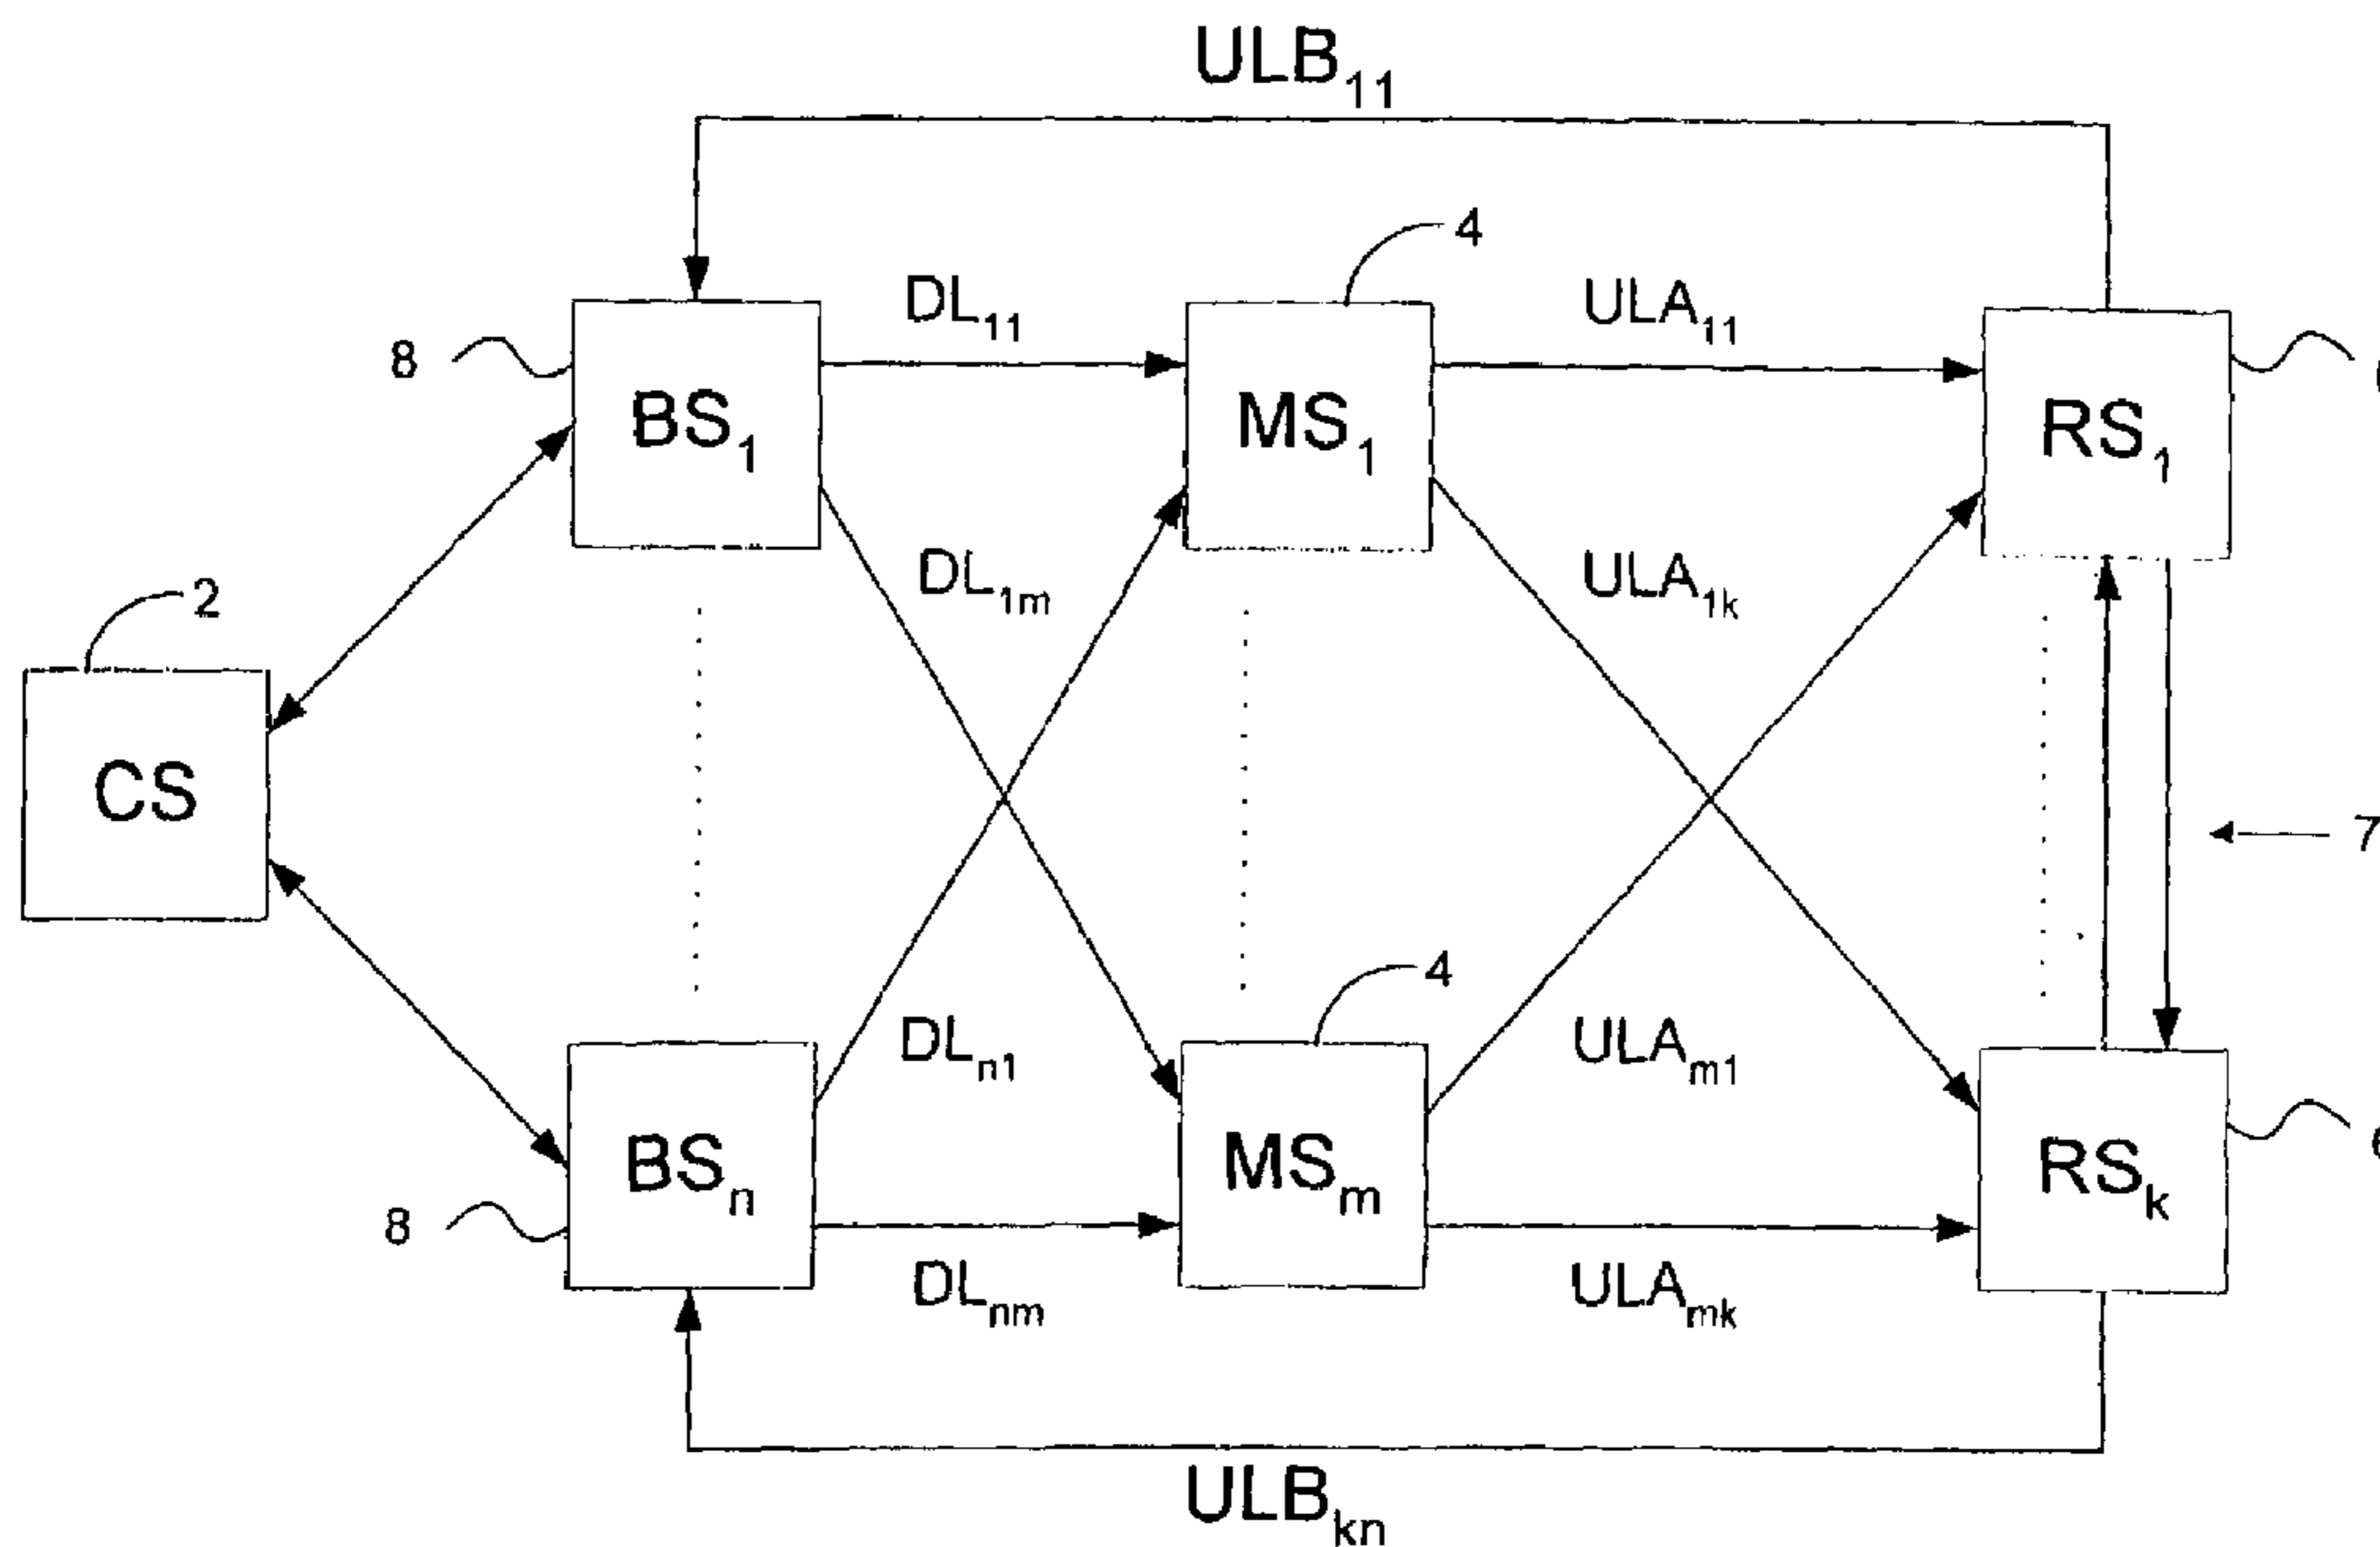 ULB11
4
DL11
ULA11
8
BS1
MS1
RS1
DL1m
ULA1k
2
CS
7
4
DLn1
ULAm1
BSn
MSm
RSk
8
DLnm
ULAmk
ULBkn